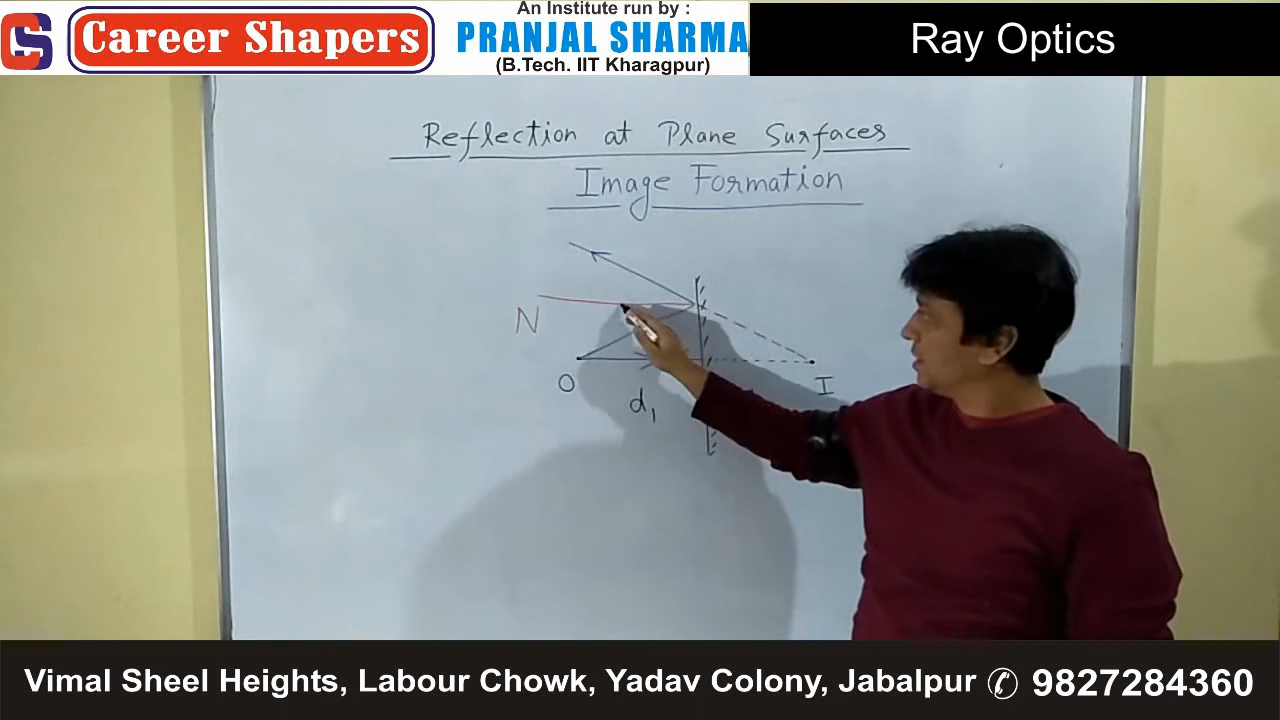 CS
Career Shapers
An Institute run by :
PRANJAL SHARMA
(B.Tech. IIT Kharagpur)
Ray Optics
Reflection at Plane Surfaces
Image Formation
N
O
I
d₁
Vimal Sheel Heights, Labour Chowk, Yadav Colony, Jabalpur ✆ 9827284360